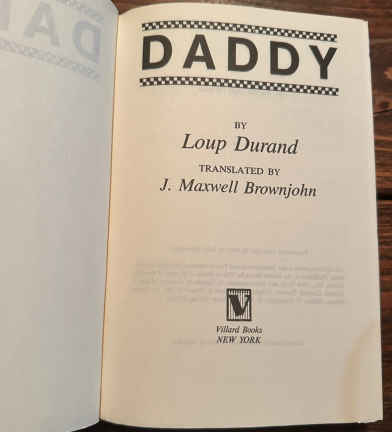 DADDY
BY
Loup Durand
TRANSLATED BY
J. Maxwell Brownjohn
V
Villard Books
NEW YORK